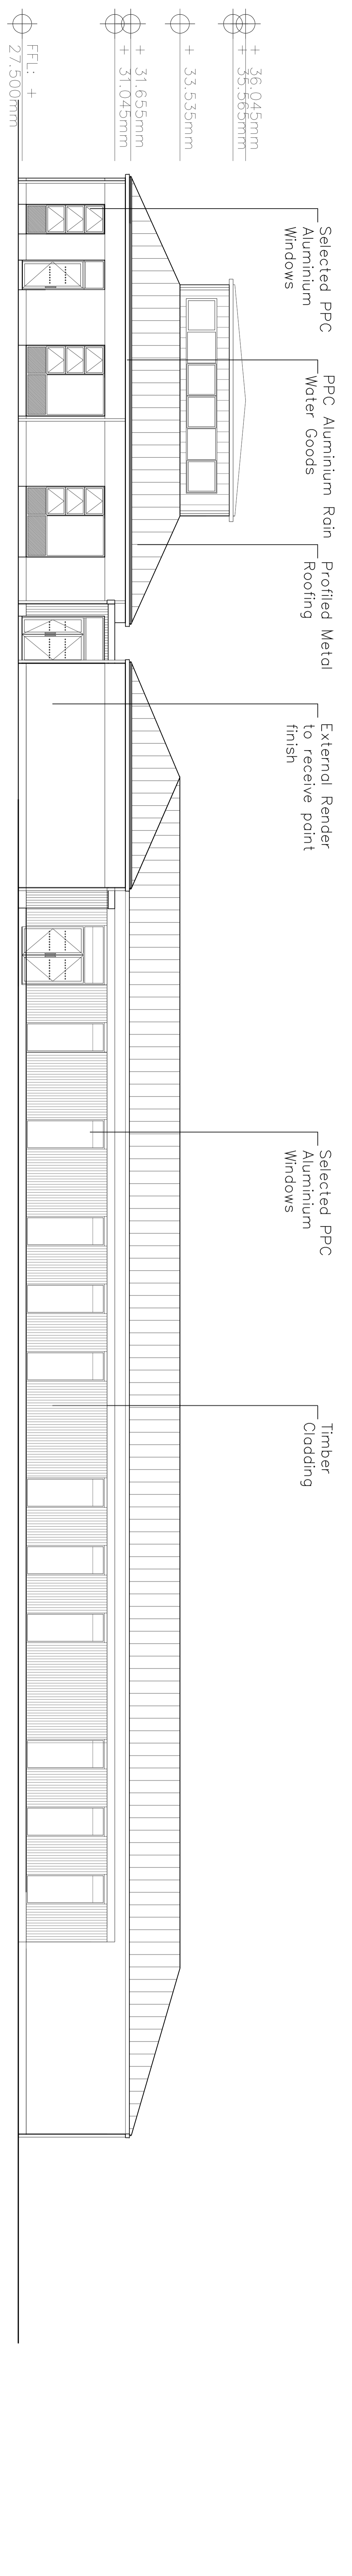 Selected PPC
Aluminium
Windows
PPC Aluminium Rain
Water Goods
Profiled Metal
Roofing
External Render
to receive paint
finish
Selected PPC
Aluminium
Windows
Timber
Cladding
+ 36.045mm
+ 35.565mm
+ 33.535mm
+ 31.655mm
+ 31.045mm
FFL: +
27.500mm